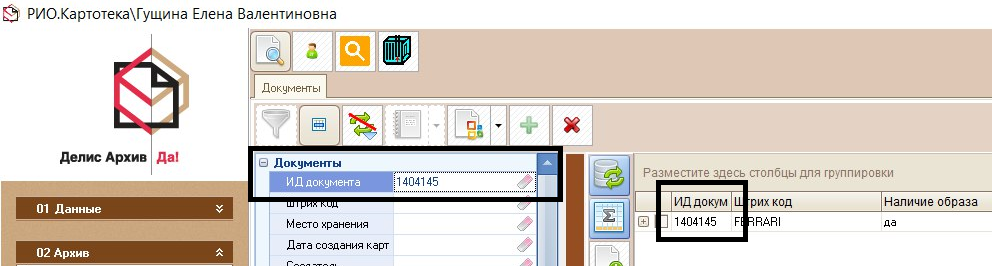 РИО.Картотека\Гущина Елена Валентиновна
Документы
Делис Архив Да!
Документы
ИД документа 1404145
Штрих код
Место хранения
Дата создания карт
Создатель
01 Данные
02 Архив
Разместите здесь столбцы для группировки
ИД докум Штрих код Наличие образа
1404145 FERRARI да